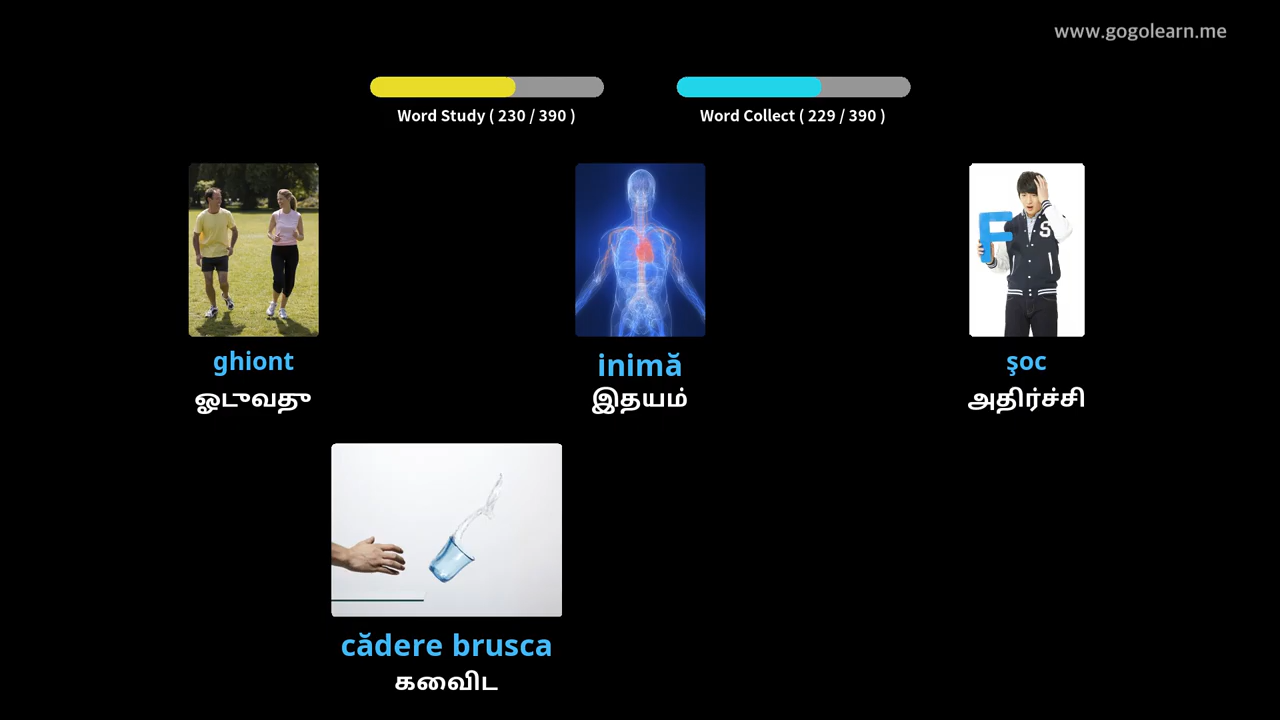 www.gogolearn.me
Word Study ( 230 / 390 )
Word Collect ( 229 / 390 )
ghiont
ஓடுவது
inimă
இதயம்
şoc
அதிர்ச்சி
F
S
cădere brusca
கவிைட